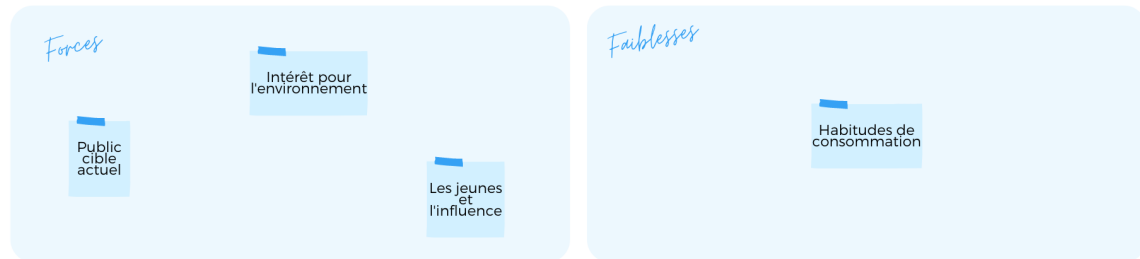 Forces
Intérêt pour
l'environnement
Public
cible
actuel
Les jeunes
et
l'influence
Faiblesses
Habitudes de
consommation